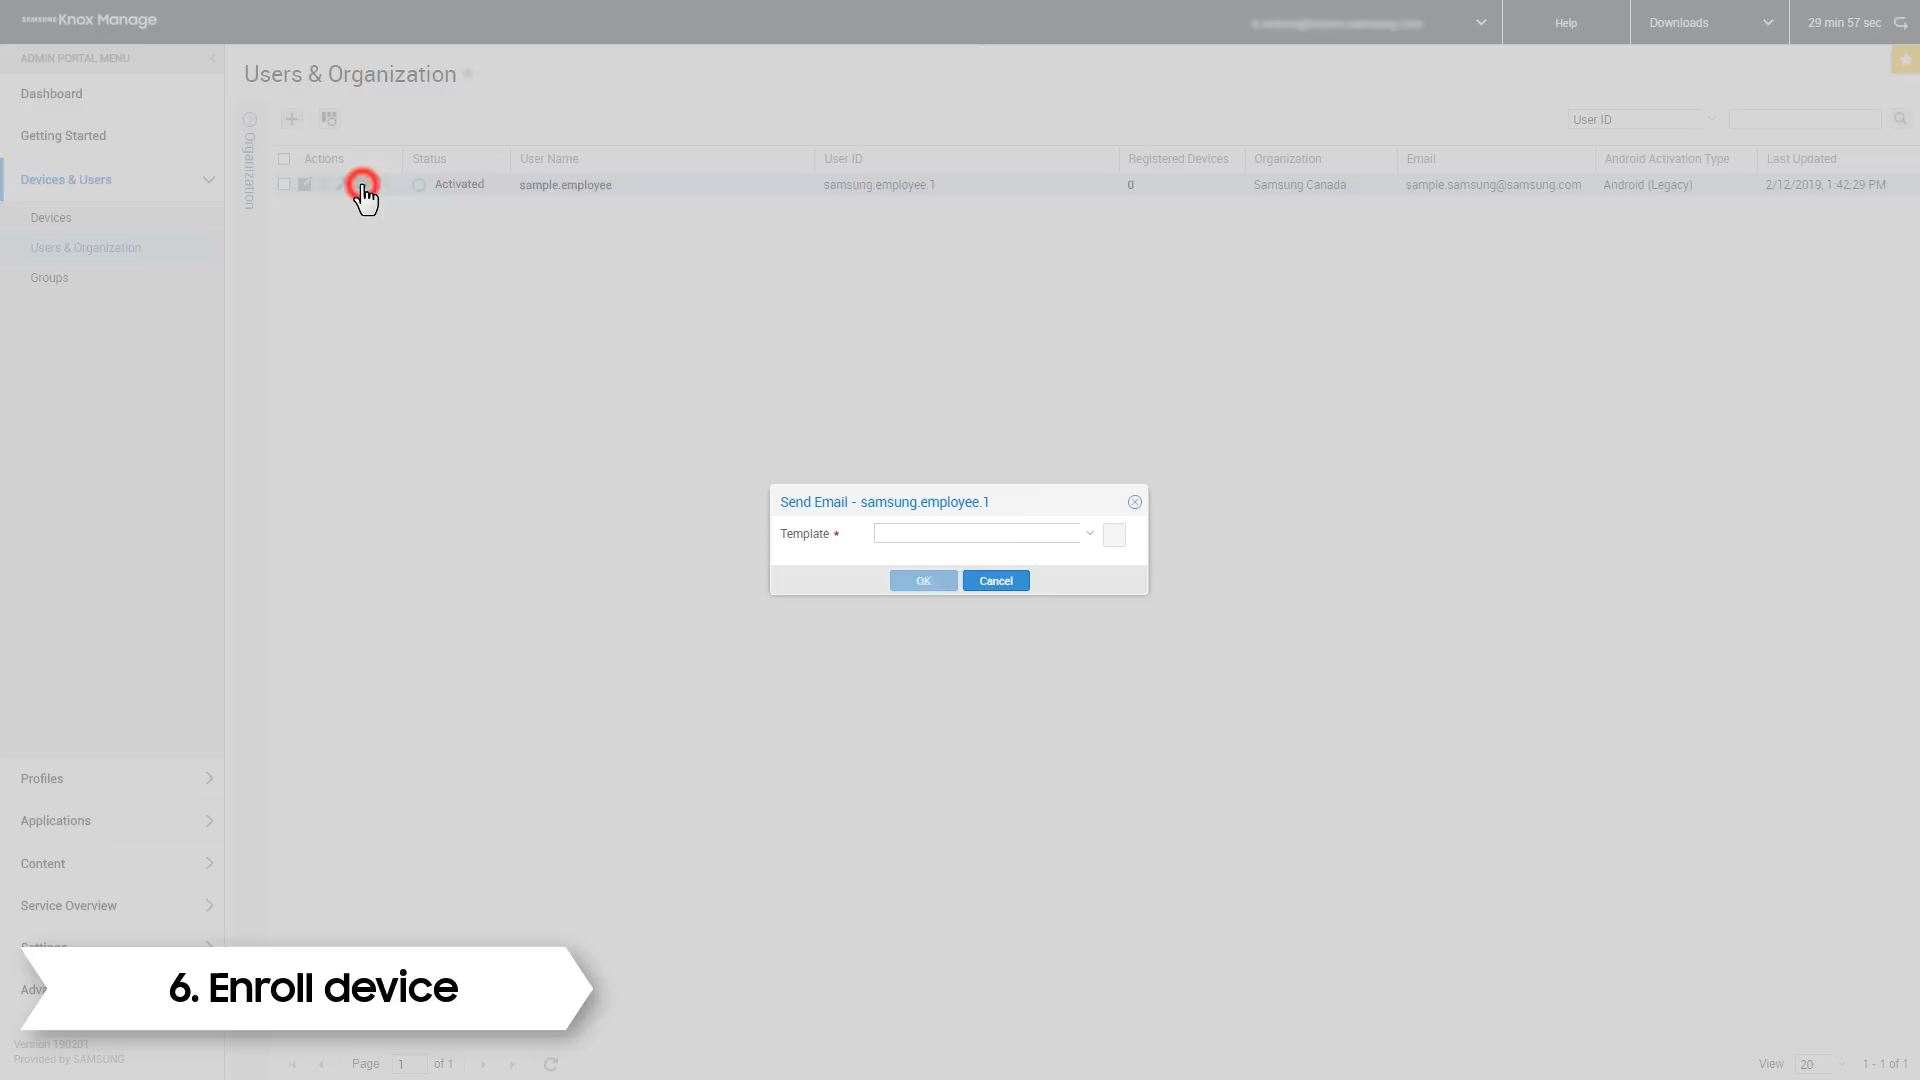 SAMSUNG Knox Manage
Help
Downloads
29 min 57 sec
ADMIN PORTAL MENU
Dashboard
Getting Started
Devices & Users
Devices
Users & Organization
Groups
Profiles
Applications
Content
Service Overview
Settings
Adva
Version 190201
Provided by SAMSUNG
Users & Organization
Organization
User ID
Actions Status User Name User ID Registered Devices Organization Email Android Activation Type Last Updated
Activated sample.employee samsung.employee.1 0 Samsung Canada sample.samsung@samsung.com Android (Legacy) 2/12/2019, 1:42:29 PM
Send Email - samsung.employee.1
Template *
OK Cancel
6. Enroll device
Page 1 of 1
View 20 1 - 1 of 1